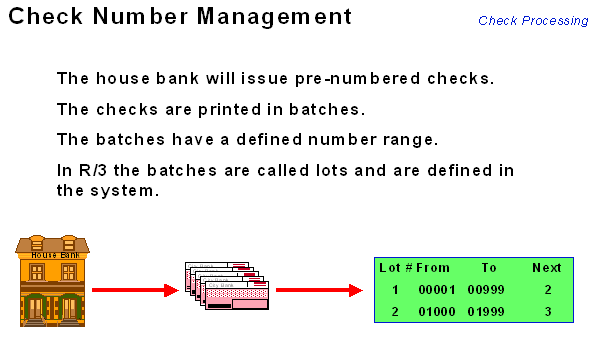 Check Number Management
Check Processing
The house bank will issue pre-numbered checks.
The checks are printed in batches.
The batches have a defined number range.
In R/3 the batches are called lots and are defined in
the system.
House Bank
City Bank
Lot # From To Next
1 00001 00999 2
2 01000 01999 3